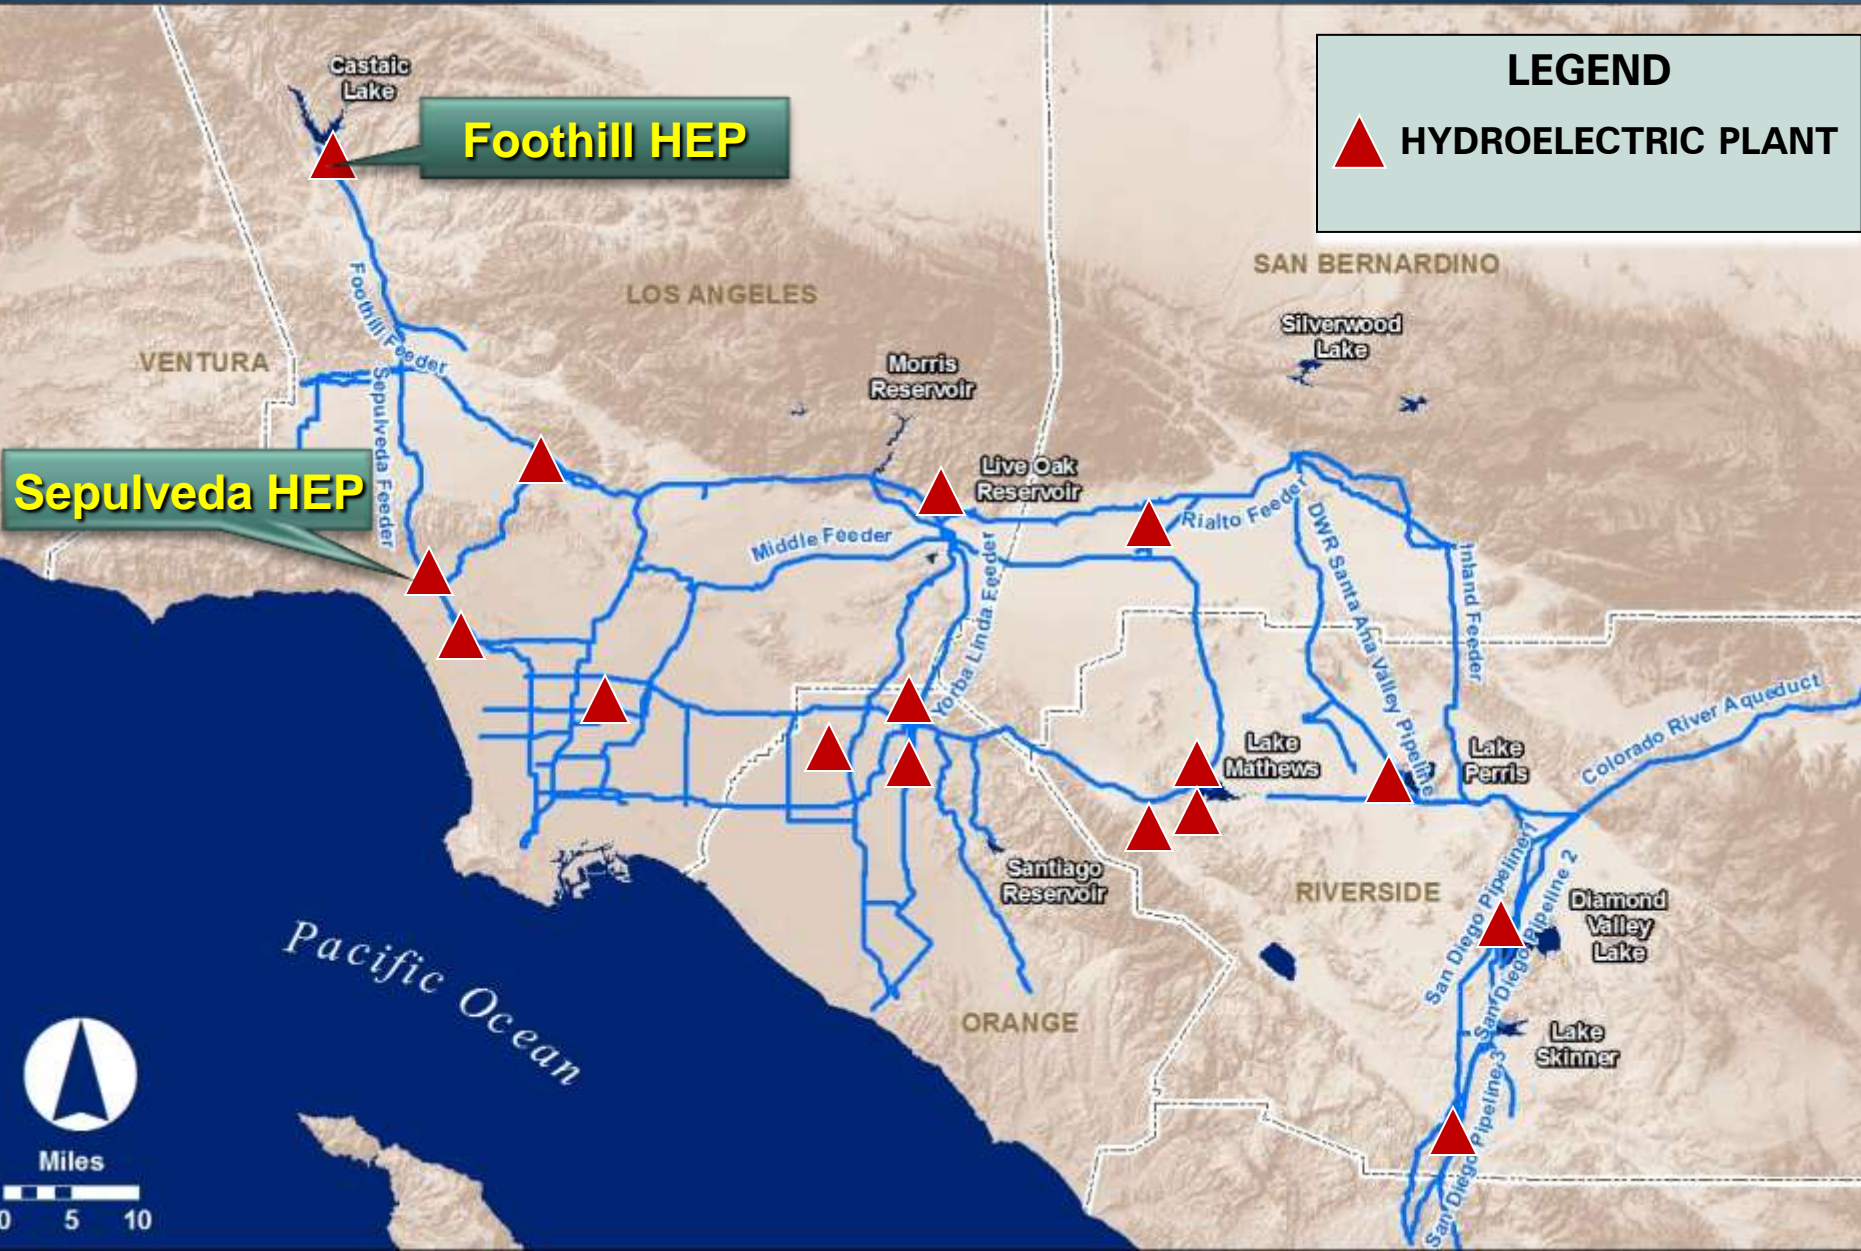 Castaic
Lake
Foothill HEP
LEGEND
HYDROELECTRIC PLANT
SAN BERNARDINO
LOS ANGELES
Foothill Feeder
Silverwood
Lake
VENTURA
Morris
Reservoir
Sepulveda Feeder
Live Oak
Reservoir
Sepulveda HEP
Rialto Feeder
Middle Feeder
DWR Santa Ana Valley Pipeline
Inland Feeder
Yorba Linda Feeder
Colorado River Aqueduct
Lake
Mathews
Lake
Perris
San Diego Pipeline 1
San Diego Pipeline 2
Santiago
Reservoir
RIVERSIDE
Diamond
Valley
Lake
Pacific Ocean
ORANGE
Lake
Skinner
San Diego Pipeline 3
Miles
0 5 10